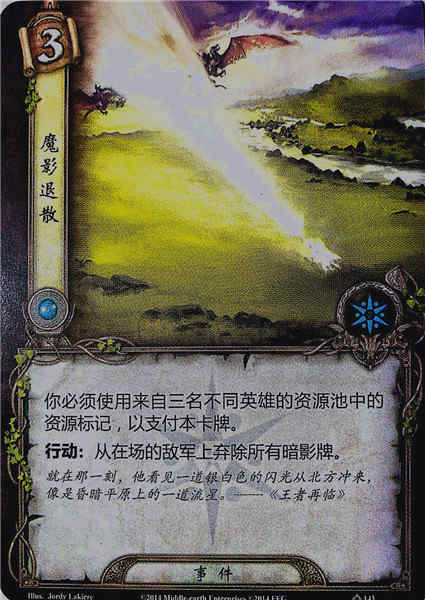 3
魔影退散
你必须使用来自三名不同英雄的资源池中的
资源标记，以支付本卡牌。
行动：从在场的敌军上弃除所有暗影牌。
就在那一刻，他看见一道银白色的闪光从北方冲来，
像是昏暗平原上的一道流星。——《王者再临》
事件
Illus. Jordy Lakiere
©2014 Middle-earth Enterprises ©2014 FFG
143